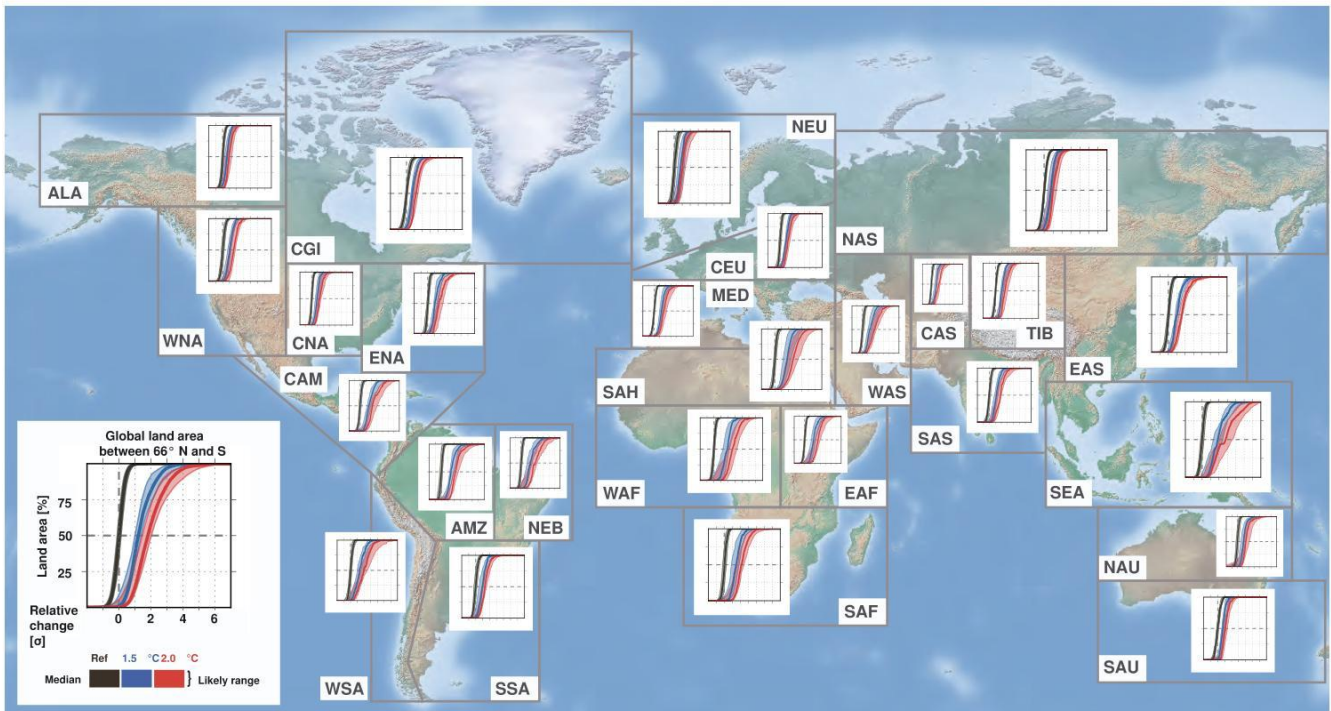 NEU
ALA
CGI
NAS
CEU
MED
WNA
CNA
ENA
CAS
TIB
EAS
CAM
SAH
WAS
SAS
WAF
EAF
SEA
AMZ
NEB
NAU
SAF
SAU
WSA
SSA
Global land area
between 66° N and S
Land area [%]
75
50
25
Relative
change
[σ]
0 2 4 6
Ref 1.5 °C 2.0 °C
Median } Likely range